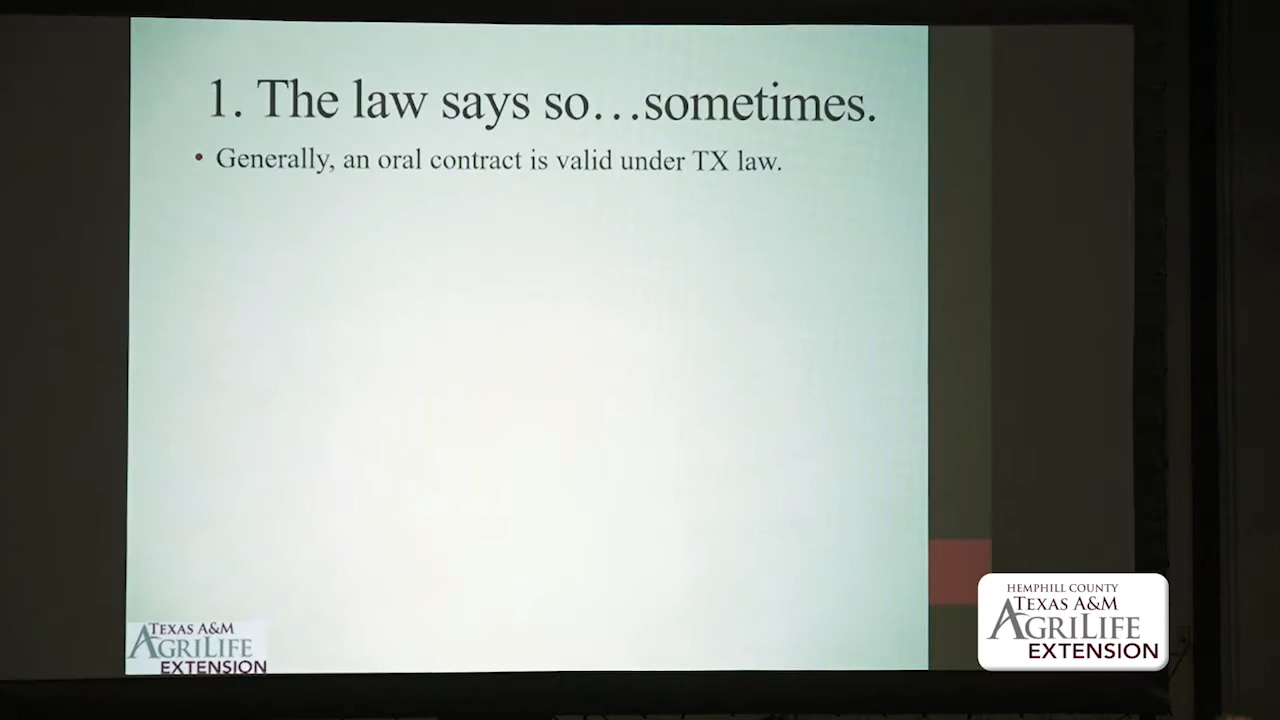 1. The law says so…sometimes.
• Generally, an oral contract is valid under TX law.
TEXAS A&M
AGRILIFE
EXTENSION
HEMPHILL COUNTY
TEXAS A&M
AGRILIFE
EXTENSION